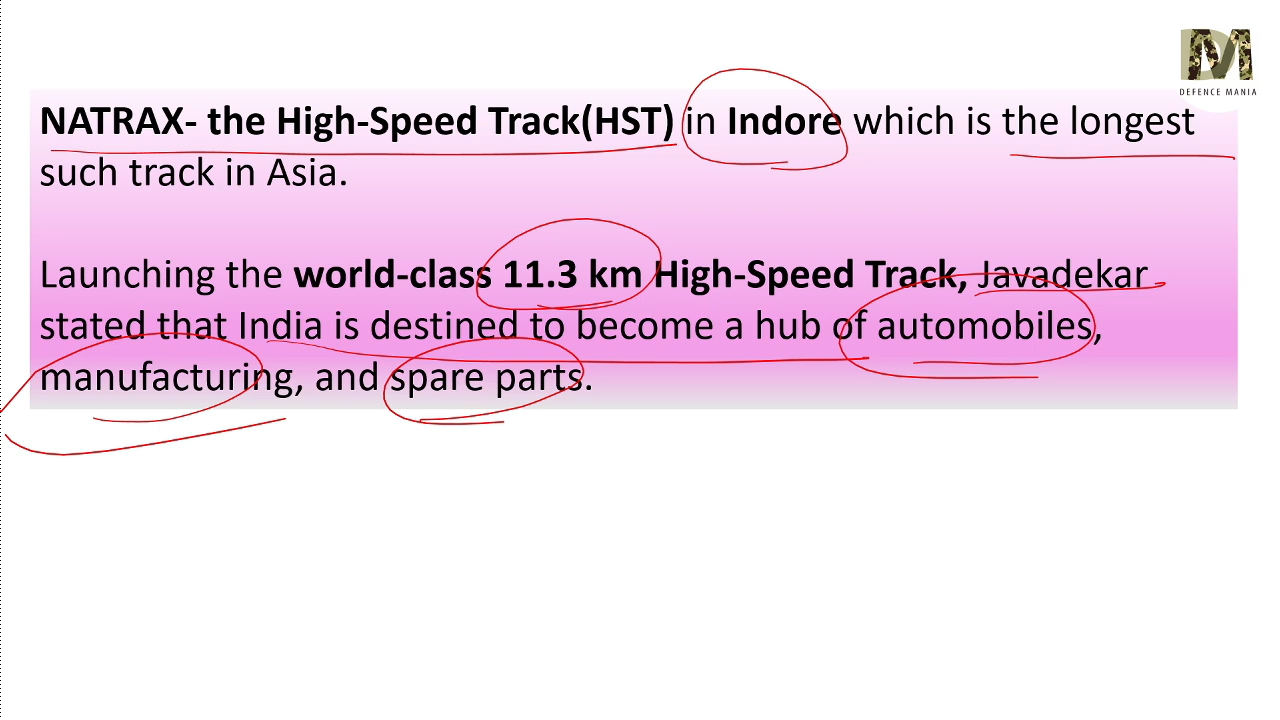 DEFENCE MANIA
NATRAX- the High-Speed Track(HST) in Indore which is the longest
such track in Asia.
Launching the world-class 11.3 km High-Speed Track, Javadekar
stated that India is destined to become a hub of automobiles,
manufacturing, and spare parts.